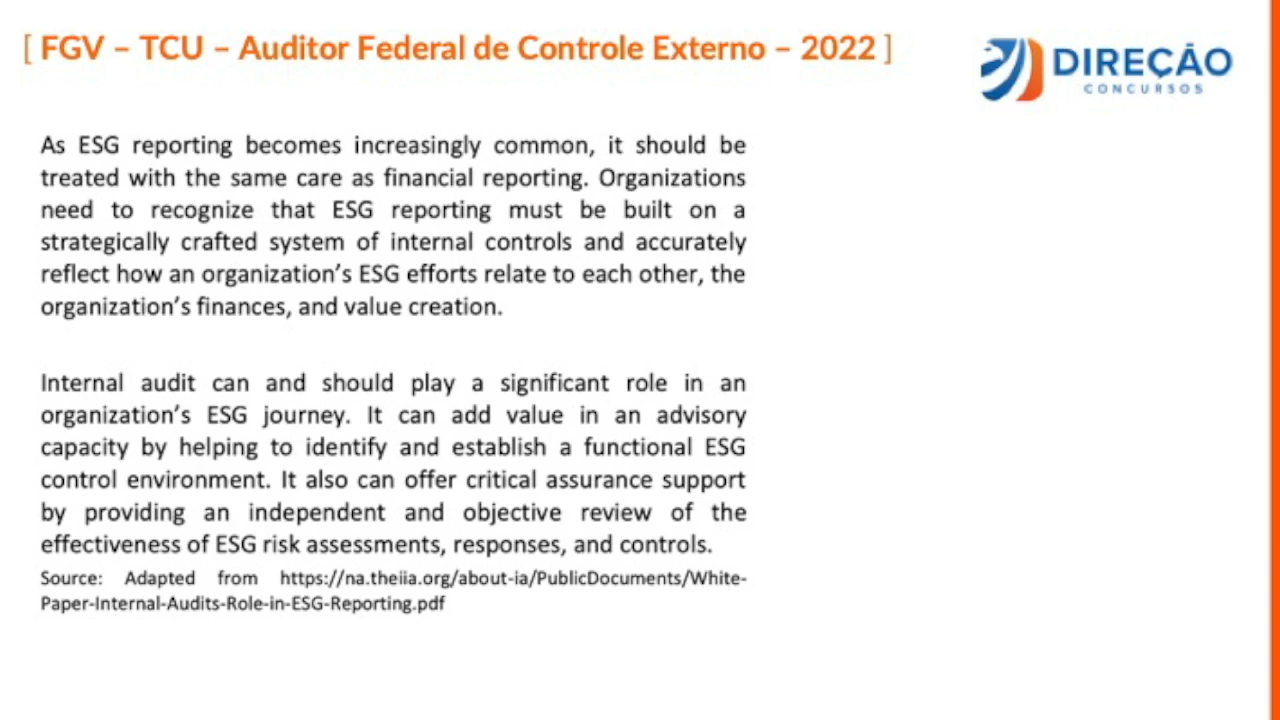 [ FGV – TCU – Auditor Federal de Controle Externo – 2022 ]
DIREÇÃO
CONCURSOS
As ESG reporting becomes increasingly common, it should be
treated with the same care as financial reporting. Organizations
need to recognize that ESG reporting must be built on a
strategically crafted system of internal controls and accurately
reflect how an organization’s ESG efforts relate to each other, the
organization’s finances, and value creation.
Internal audit can and should play a significant role in an
organization’s ESG journey. It can add value in an advisory
capacity by helping to identify and establish a functional ESG
control environment. It also can offer critical assurance support
by providing an independent and objective review of the
effectiveness of ESG risk assessments, responses, and controls.
Source: Adapted from https://na.theiia.org/about-ia/PublicDocuments/White-
Paper-Internal-Audits-Role-in-ESG-Reporting.pdf